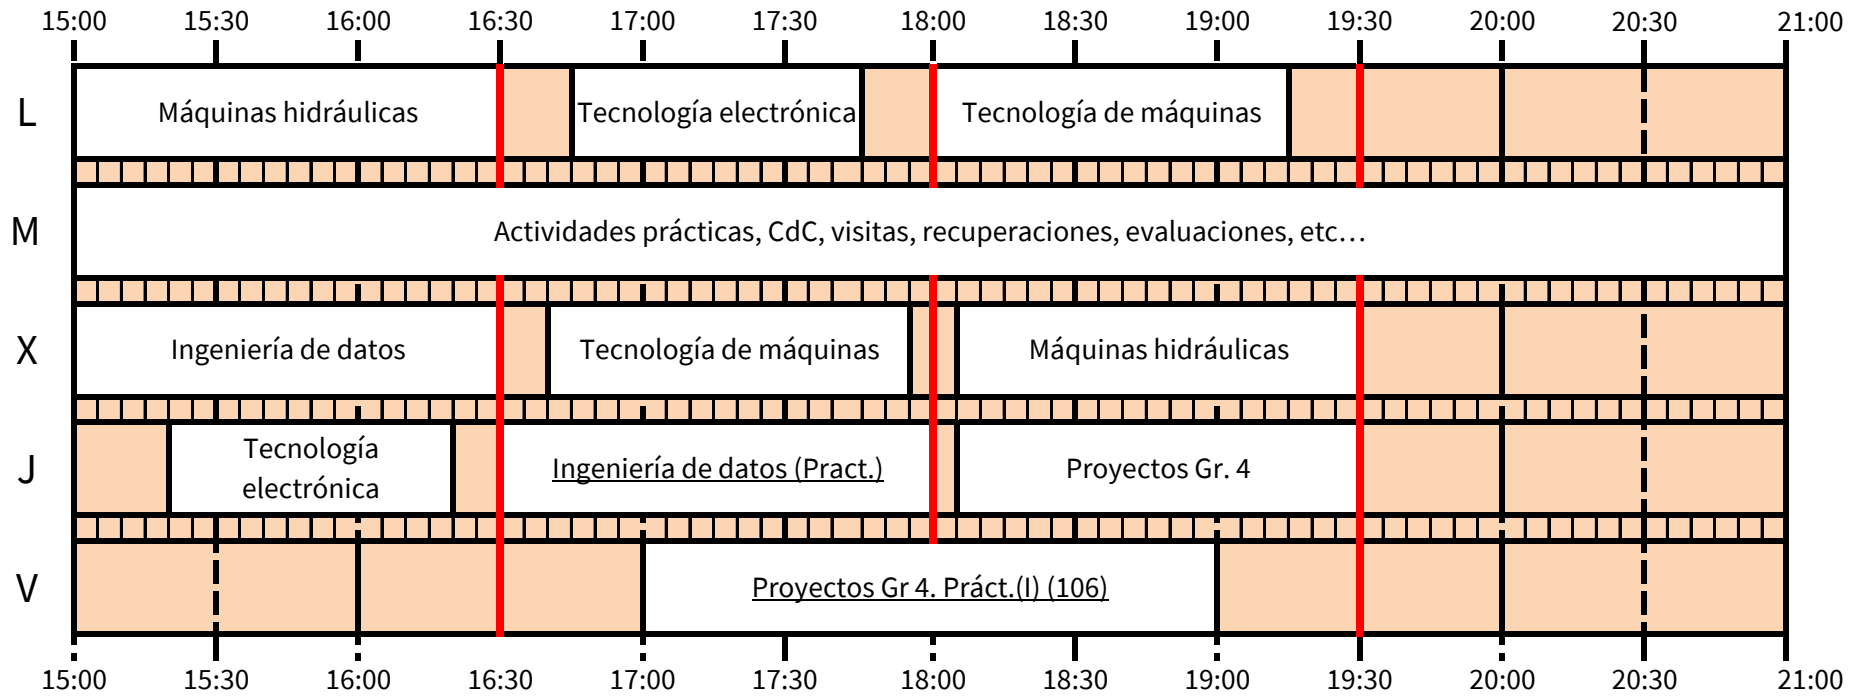 15:00 15:30 16:00 16:30 17:00 17:30 18:00 18:30 19:00 19:30 20:00 20:30 21:00
L Máquinas hidráulicas Tecnología electrónica Tecnología de máquinas
M Actividades prácticas, CdC, visitas, recuperaciones, evaluaciones, etc…
X Ingeniería de datos Tecnología de máquinas Máquinas hidráulicas
J Tecnología
electrónica Ingeniería de datos (Pract.) Proyectos Gr. 4
V Proyectos Gr 4. Práct.(I) (106)
15:00 15:30 16:00 16:30 17:00 17:30 18:00 18:30 19:00 19:30 20:00 20:30 21:00